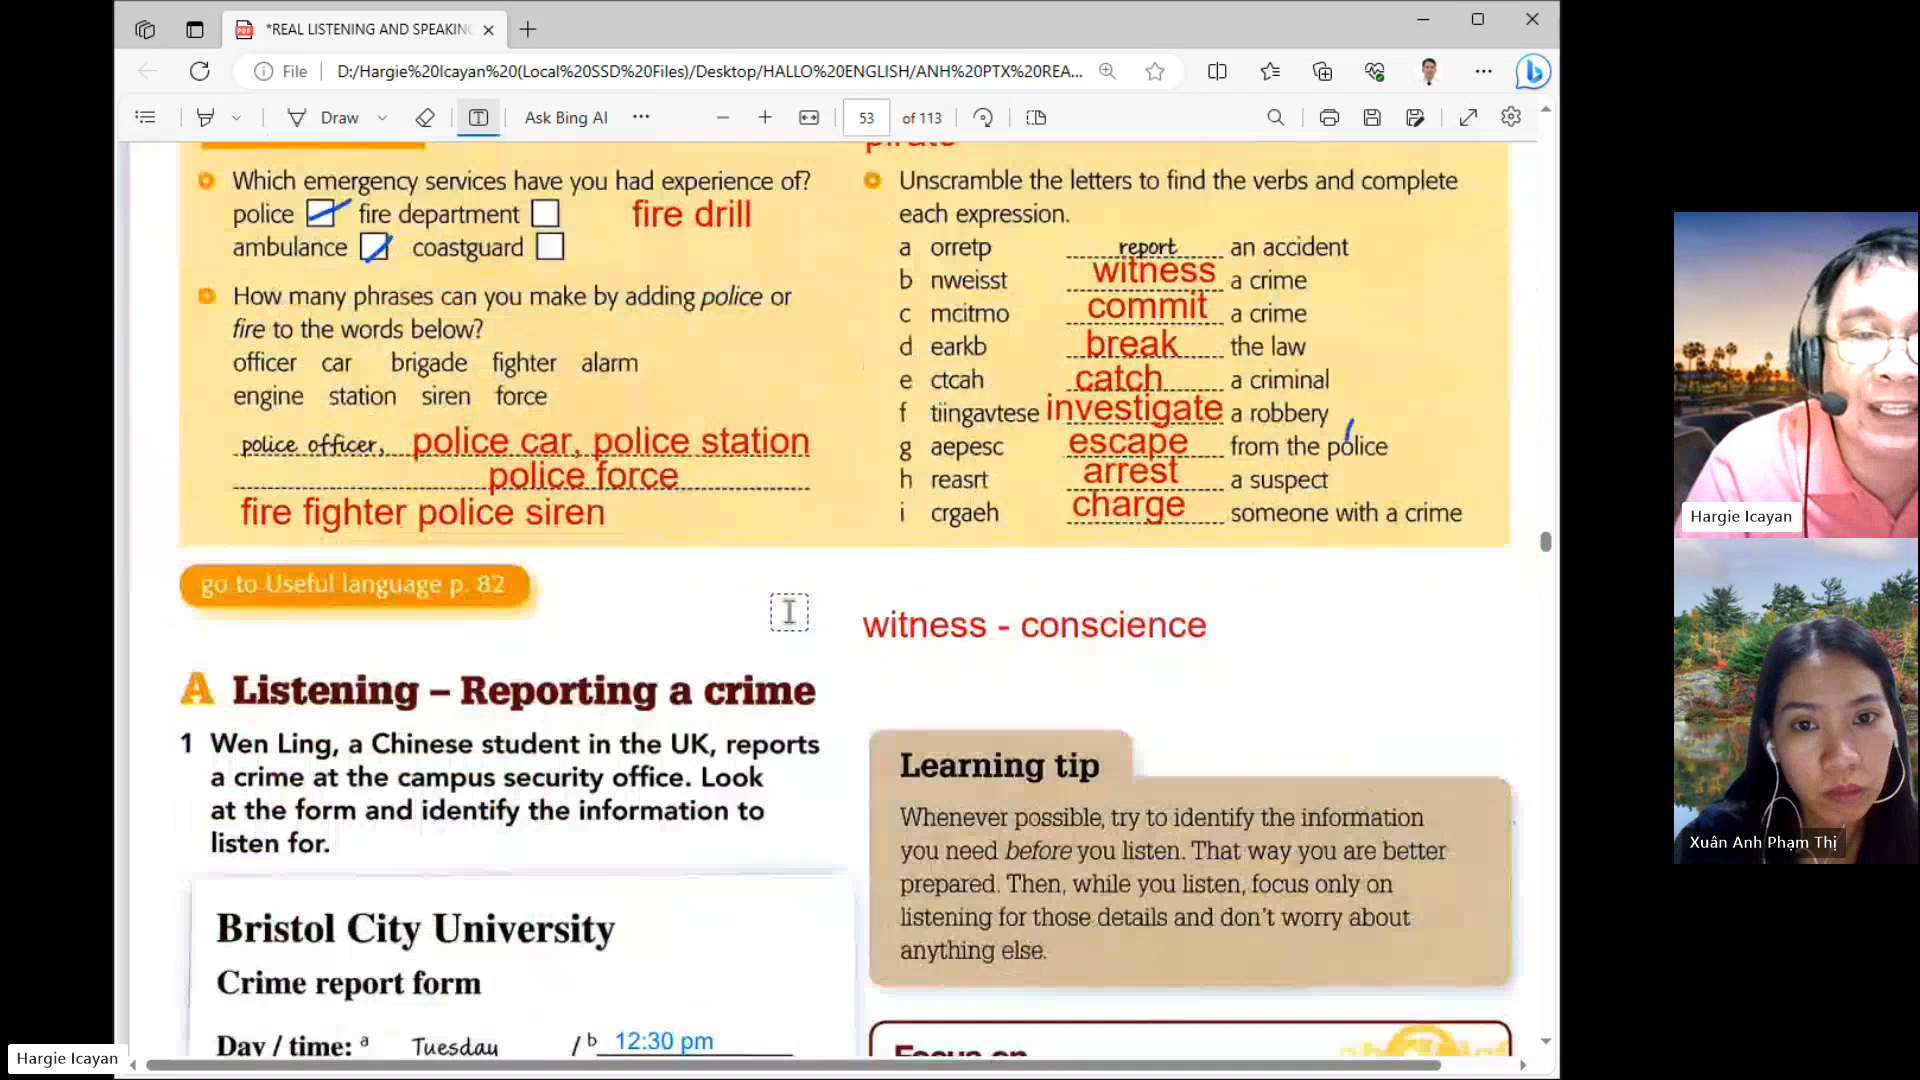 *REAL LISTENING AND SPEAKING
File
D:/Hargie%20Icayan%20(Local%20SSD%20Files)/Desktop/HALLO%20ENGLISH/ANH%20PTX%20REA...
Draw
Ask Bing AI
53 of 113
pirate
Which emergency services have you had experience of?
police fire department fire drill
ambulance coastguard
How many phrases can you make by adding police or
fire to the words below?
officer car brigade fighter alarm
engine station siren force
police officer, police car, police station
police force
fire fighter police siren
Unscramble the letters to find the verbs and complete
each expression.
a orretp report an accident
b nweisst witness a crime
c mcitmo commit a crime
d earkb break the law
e ctcah catch a criminal
f tiingavtese investigate a robbery
g aepesc escape from the police
h reasrt arrest a suspect
i crgaeh charge someone with a crime
go to Useful language p. 82
witness - conscience
A Listening – Reporting a crime
1 Wen Ling, a Chinese student in the UK, reports
a crime at the campus security office. Look
at the form and identify the information to
listen for.
Bristol City University
Crime report form
Day / time: a Tuesday / b 12:30 pm
Learning tip
Whenever possible, try to identify the information
you need before you listen. That way you are better
prepared. Then, while you listen, focus only on
listening for those details and don't worry about
anything else.
Focus on
Hargie Icayan
Xuân Anh Phạm Thị
Hargie Icayan